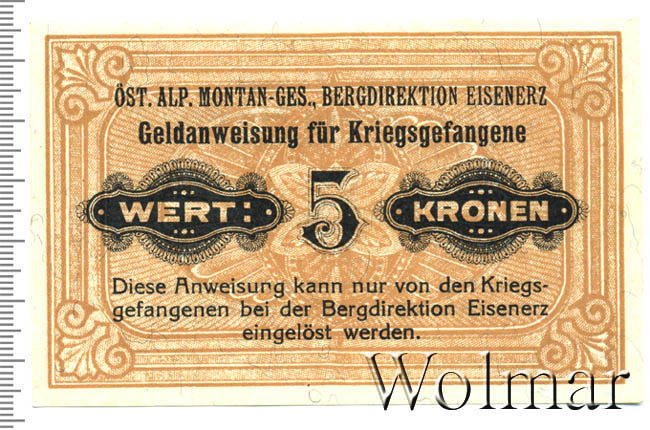 ÖST. ALP. MONTAN-GES., BERGDIREKTION EISENERZ
Geldanweisung für Kriegsgefangene
WERT: 5 KRONEN
Diese Anweisung kann nur von den Kriegs-
gefangenen bei der Bergdirektion Eisenerz
eingelöst werden.
Wolmar